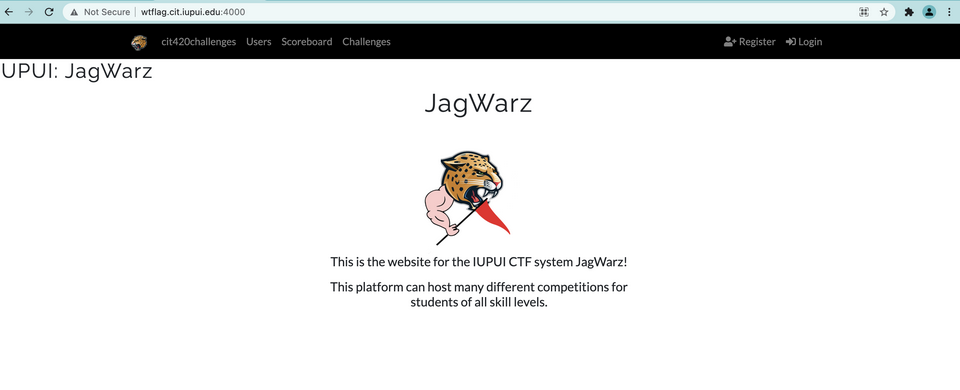 Not Secure wtflag.cit.iupui.edu:4000
cit420challenges Users Scoreboard Challenges Register Login
UPUI: JagWarz
JagWarz
This is the website for the IUPUI CTF system JagWarz!
This platform can host many different competitions for
students of all skill levels.